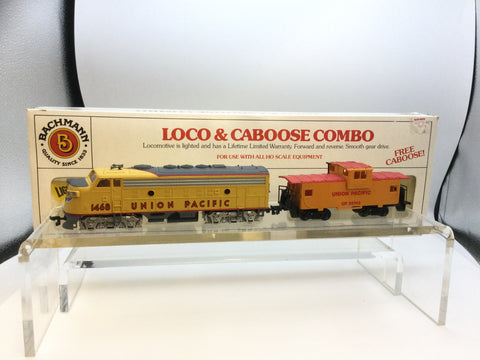 BACHMANN
B
QUALITY SINCE 1833
LOCO & CABOOSE COMBO
Locomotive is lighted and has a Lifetime Limited Warranty. Forward and reverse. Smooth gear drive.
FOR USE WITH ALL HO SCALE EQUIPMENT
FREE
CABOOSE!
1468
UNION PACIFIC
UNION PACIFIC